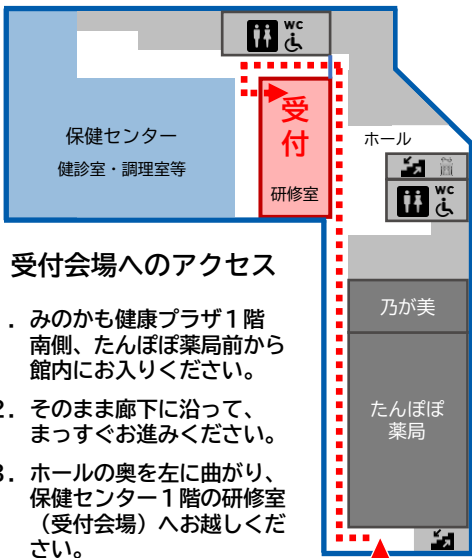 WC
保健センター
健診室・調理室等
受付
研修室
ホール
WC
受付会場へのアクセス
. みのかも健康プラザ１階
南側、たんぽぽ薬局前から
館内にお入りください。
2. そのまま廊下に沿って、
まっすぐお進みください。
3. ホールの奥を左に曲がり、
保健センター１階の研修室
（受付会場）へお越しくだ
さい。
乃が美
たんぽぽ
薬局